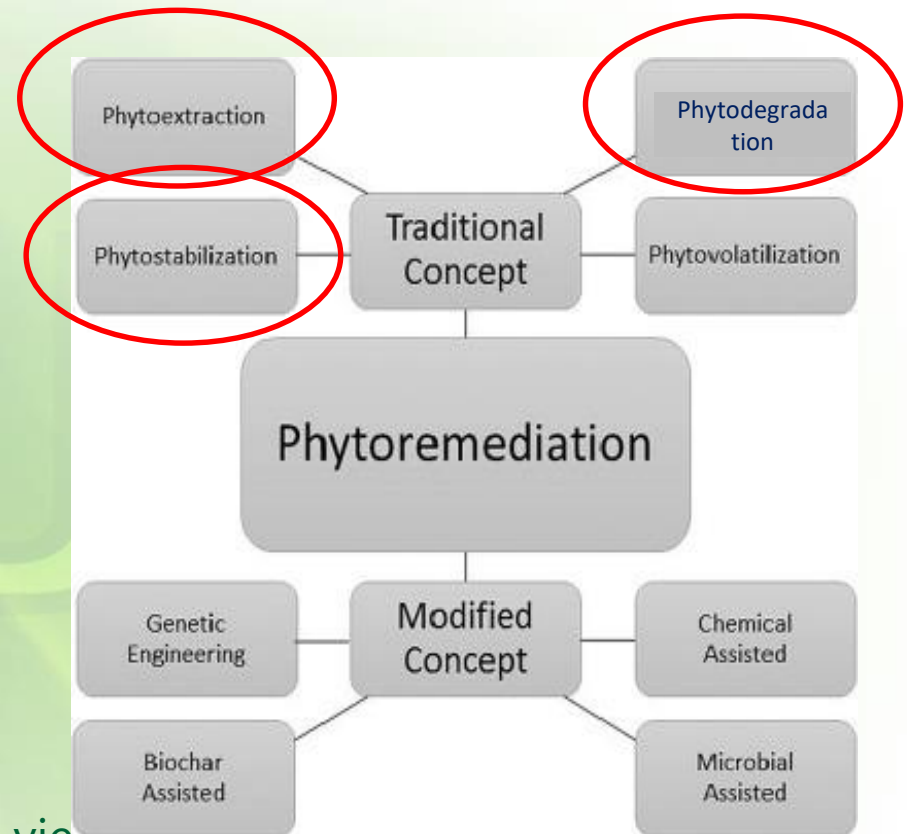 Phytoextraction
Phytodegrada
tion
Phytostabilization
Traditional
Concept
Phytovolatilization
Phytoremediation
Genetic
Engineering
Modified
Concept
Chemical
Assisted
Biochar
Assisted
Microbial
Assisted